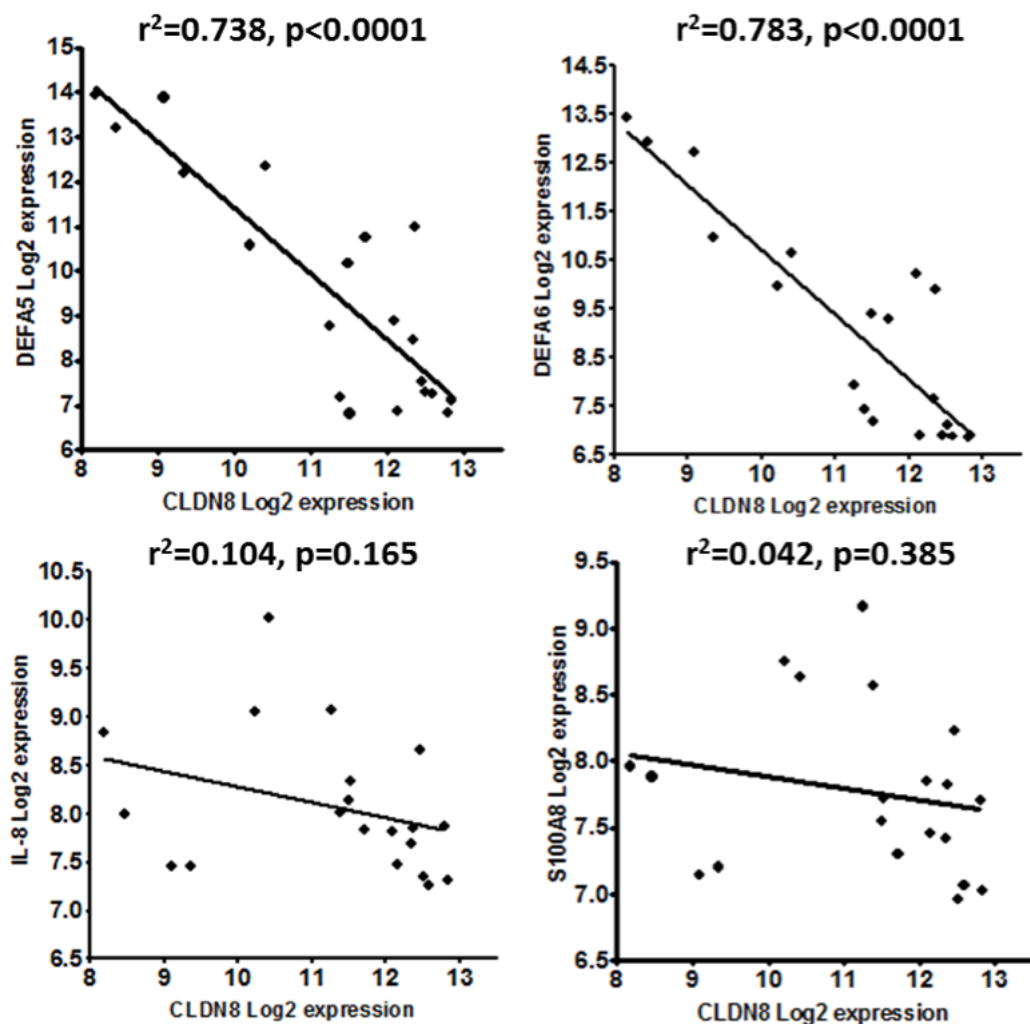 r²=0.738, p<0.0001
15
14
13
12
11
10
9
8
7
6
DEFA5 Log2 expression
8 9 10 11 12 13
CLDN8 Log2 expression
r²=0.783, p<0.0001
14.5
13.5
12.5
11.5
10.5
9.5
8.5
7.5
6.5
DEFA6 Log2 expression
8 9 10 11 12 13
CLDN8 Log2 expression
r²=0.104, p=0.165
10.5
10.0
9.5
9.0
8.5
8.0
7.5
7.0
6.5
IL-8 Log2 expression
8 9 10 11 12 13
CLDN8 Log2 expression
r²=0.042, p=0.385
9.5
9.0
8.5
8.0
7.5
7.0
6.5
S100A8 Log2 expression
8 9 10 11 12 13
CLDN8 Log2 expression